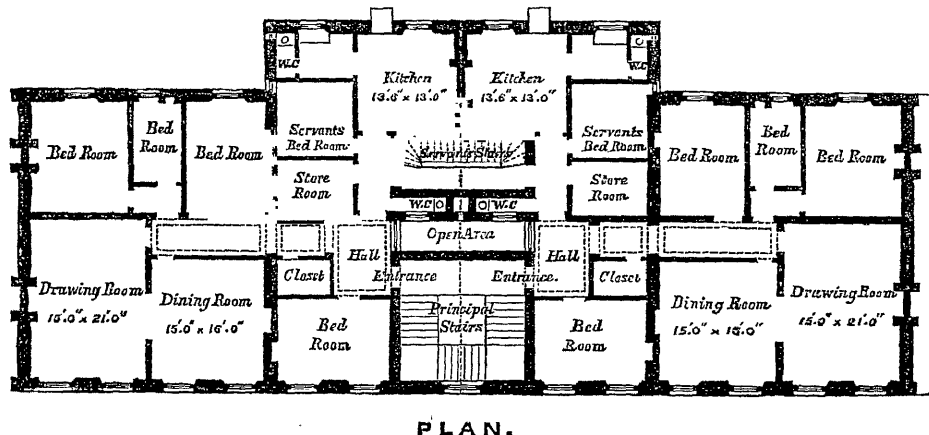 W.C
Kitchen
13'.6" x 13'.0"
Kitchen
13'.6" x 13'.0"
W.C
Bed Room
Bed
Room
Bed Room
Servants
Bed Room
Servants Stairs
Servants
Bed Room
Bed Room
Bed
Room
Bed Room
Store
Room
Store
Room
W.C
W.C
Open Area
Hall
Entrance
Entrance.
Hall
Closet
Closet
Drawing Room
15'.0" x 21'.0"
Dining Room
15'.0" x 16'.0"
Bed
Room
Principal
Stairs
Bed
Room
Dining Room
15'.0" x 16'.0"
Drawing Room
15'.0" x 21'.0"
PLAN.